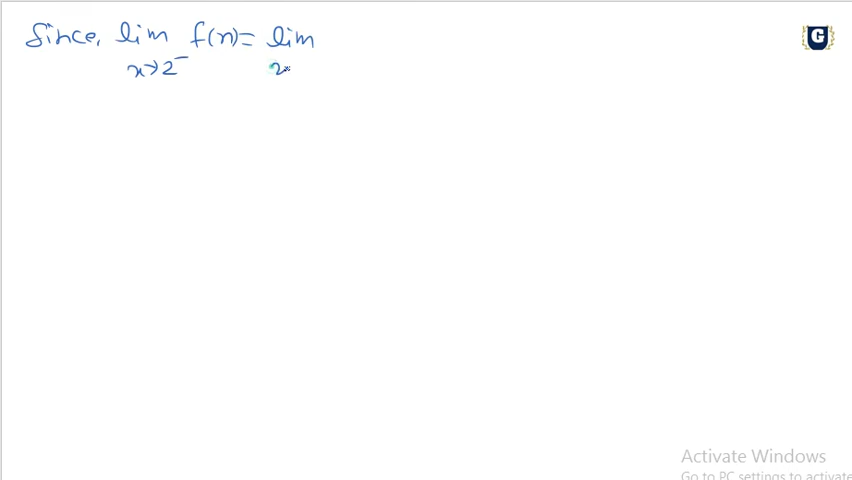 Since, lim f(x) = lim
x→2⁻ x
G
Activate Windows
Go to PC settings to activate